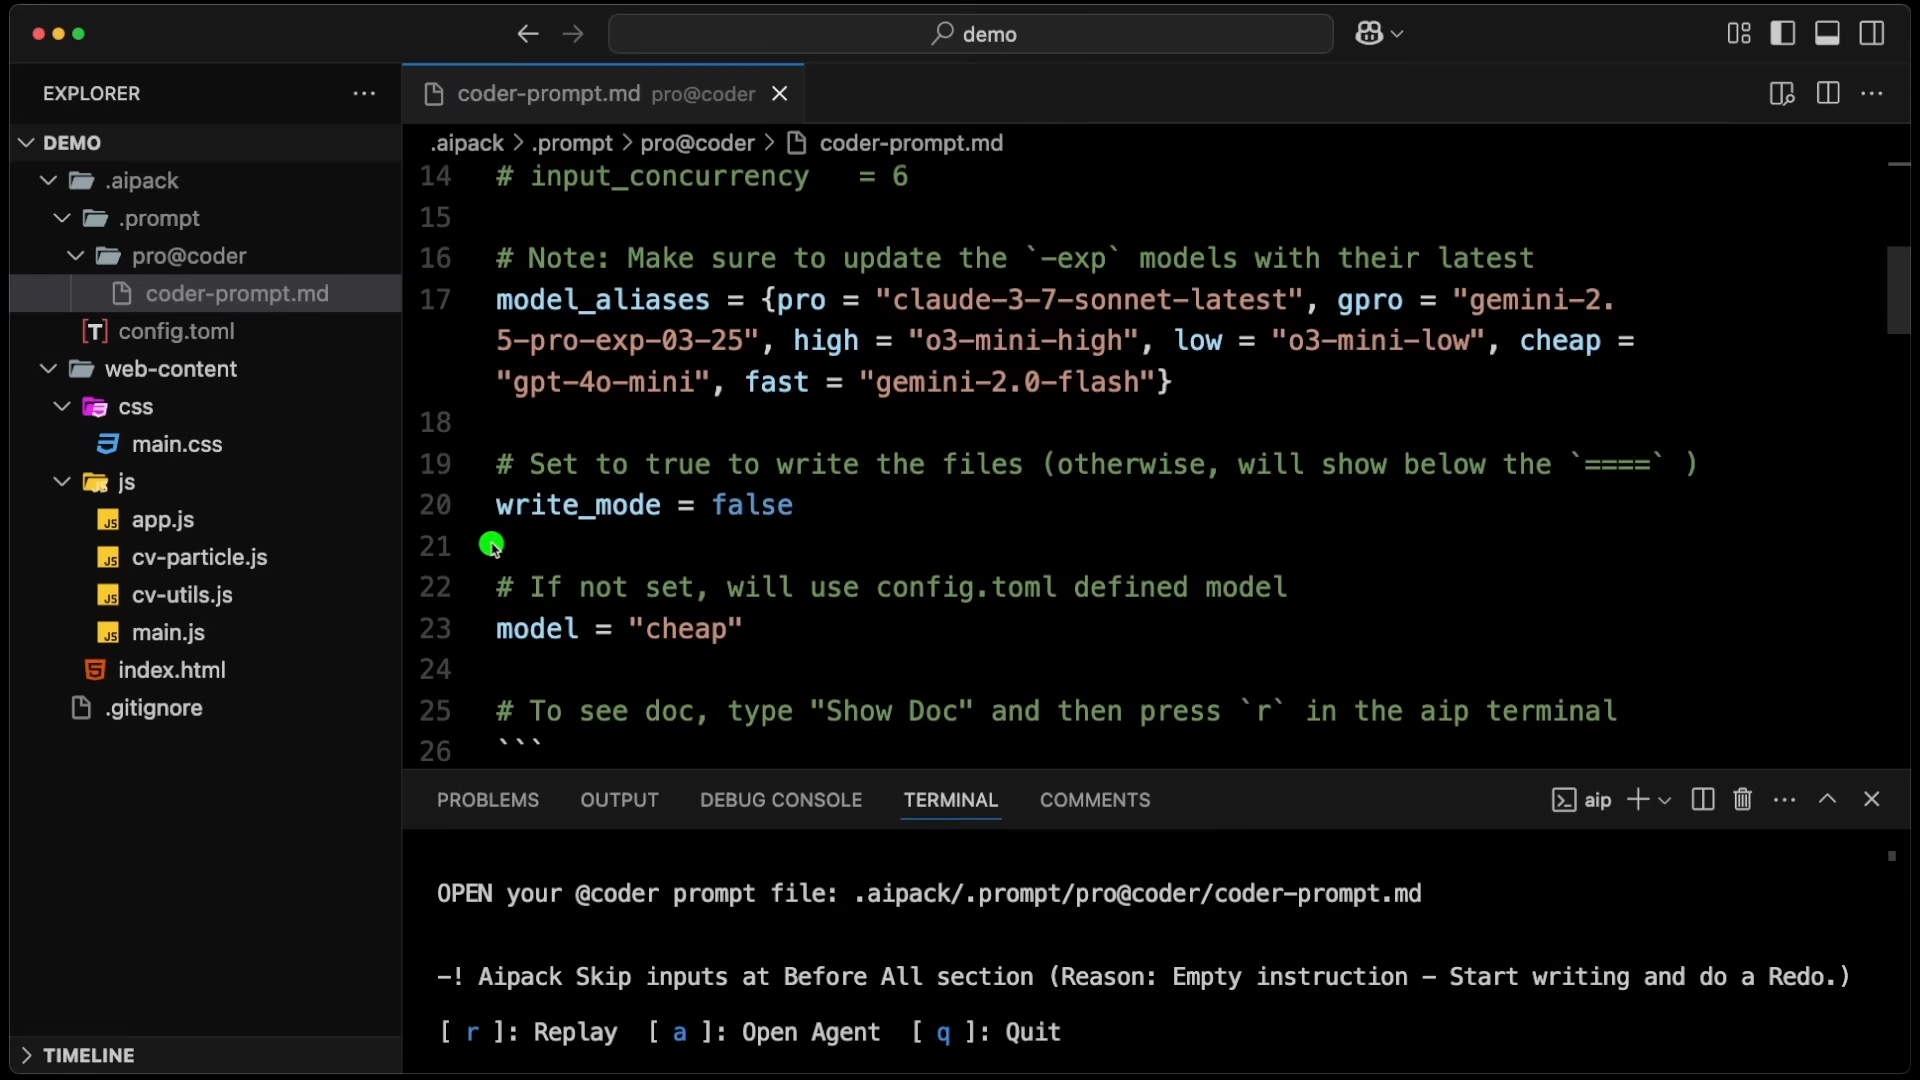 demo
EXPLORER
DEMO
.aipack
.prompt
pro@coder
coder-prompt.md
config.toml
web-content
css
main.css
js
app.js
cv-particle.js
cv-utils.js
main.js
index.html
.gitignore
TIMELINE
coder-prompt.md pro@coder
.aipack > .prompt > pro@coder > coder-prompt.md
14 # input_concurrency = 6
15
16 # Note: Make sure to update the `-exp` models with their latest
17 model_aliases = {pro = "claude-3-7-sonnet-latest", gpro = "gemini-2.
5-pro-exp-03-25", high = "o3-mini-high", low = "o3-mini-low", cheap =
"gpt-4o-mini", fast = "gemini-2.0-flash"}
18
19 # Set to true to write the files (otherwise, will show below the `====` )
20 write_mode = false
21
22 # If not set, will use config.toml defined model
23 model = "cheap"
24
25 # To see doc, type "Show Doc" and then press `r` in the aip terminal
26 ```
PROBLEMS OUTPUT DEBUG CONSOLE TERMINAL COMMENTS aip
OPEN your @coder prompt file: .aipack/.prompt/pro@coder/coder-prompt.md
-! Aipack Skip inputs at Before All section (Reason: Empty instruction - Start writing and do a Redo.)
[ r ]: Replay [ a ]: Open Agent [ q ]: Quit